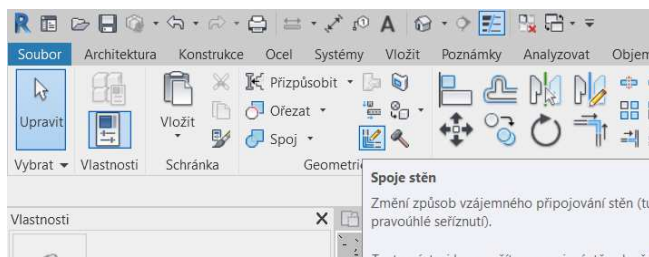 R
A
Soubor Architektura Konstrukce Ocel Systémy Vložit Poznámky Analyzovat Objem
Přizpůsobit
Ořezat
Upravit Vložit
Spoj
Vybrat Vlastnosti Schránka Geometri
Spoje stěn
Změní způsob vzájemného připojování stěn (tu
pravoúhlé seříznutí).
Vlastnosti X